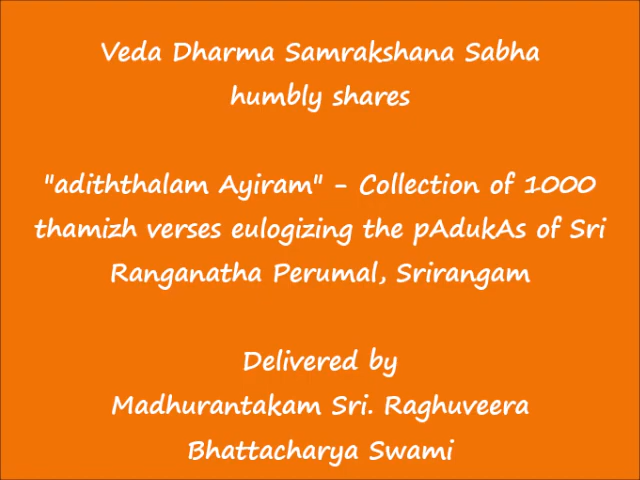 Veda Dharma Samrakshana Sabha
humbly shares
"adiththalam Ayiram" - Collection of 1000
thamizh verses eulogizing the pAdukAs of Sri
Ranganatha Perumal, Srirangam
Delivered by
Madhurantakam Sri. Raghuveera
Bhattacharya Swami